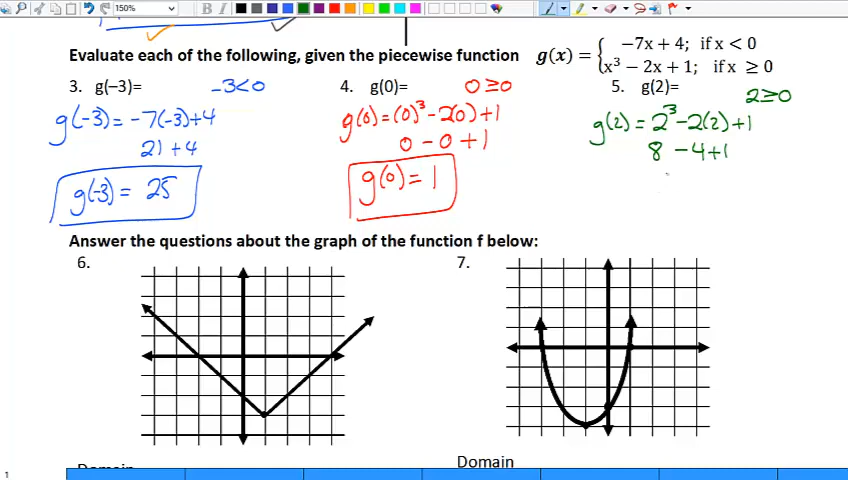 150%
B I
Evaluate each of the following, given the piecewise function g(x) = { −7x + 4; if x < 0
x³ − 2x + 1; if x ≥ 0
3. g(−3)= -3<0
g(-3) = -7(-3)+4
21 + 4
g(-3) = 25
4. g(0)= 0≥0
g(0) = (0)³ - 2(0) + 1
0 - 0 + 1
g(0) = 1
5. g(2)= 2≥0
g(2) = 2³ - 2(2) + 1
8 - 4 + 1
Answer the questions about the graph of the function f below:
6. 7.
Domain
Domain
1